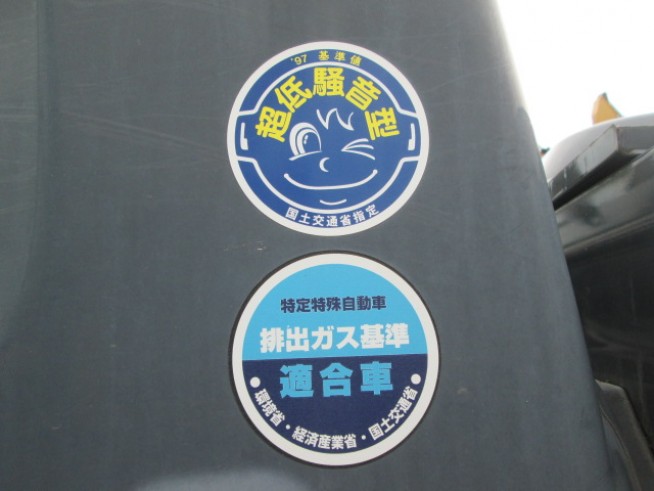 '97 基準値
超低騒音型
国土交通省指定
特定特殊自動車
排出ガス基準
適合車
● 環境省・経済産業省・国土交通省 ●